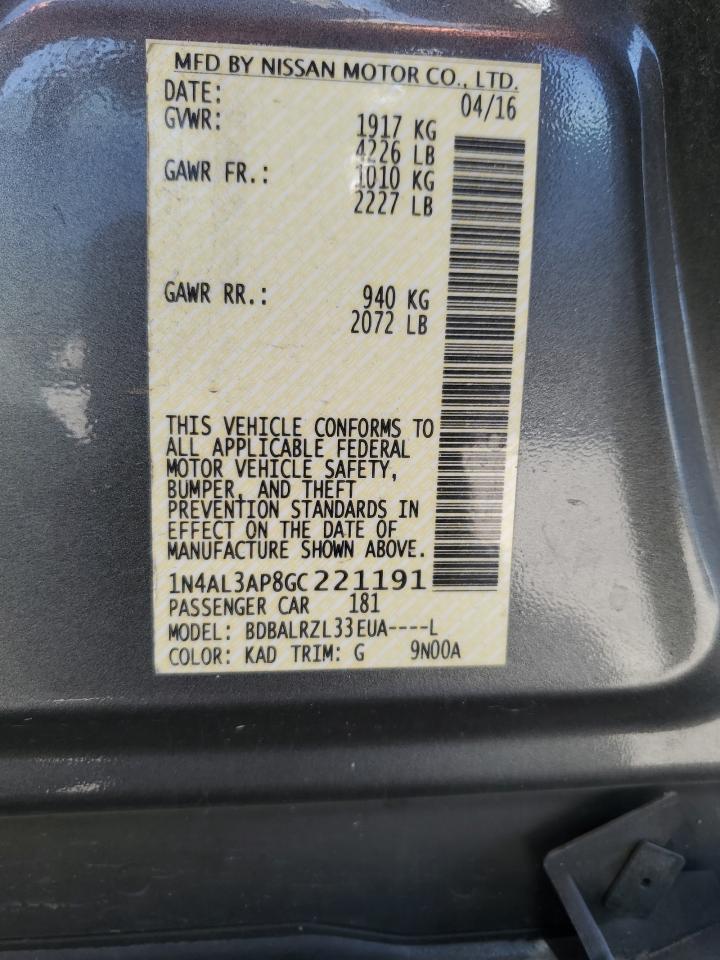 MFD BY NISSAN MOTOR CO., LTD.
DATE: 04/16
GVWR: 1917 KG
4226 LB
GAWR FR.: 1010 KG
2227 LB
GAWR RR.: 940 KG
2072 LB
THIS VEHICLE CONFORMS TO
ALL APPLICABLE FEDERAL
MOTOR VEHICLE SAFETY,
BUMPER, AND THEFT
PREVENTION STANDARDS IN
EFFECT ON THE DATE OF
MANUFACTURE SHOWN ABOVE.
1N4AL3AP8GC221191
PASSENGER CAR 181
MODEL: BDBALRZL33EUA----L
COLOR: KAD TRIM: G 9N00A